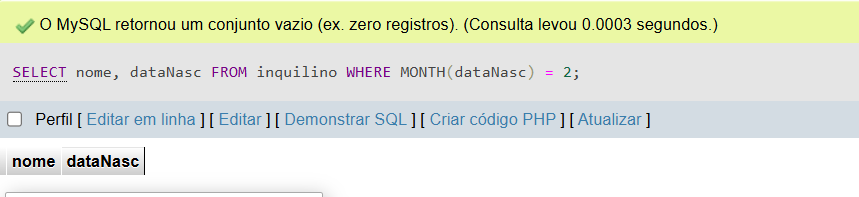 O MySQL retornou um conjunto vazio (ex. zero registros). (Consulta levou 0.0003 segundos.)
SELECT nome, dataNasc FROM inquilino WHERE MONTH(dataNasc) = 2;
Perfil [ Editar em linha ] [ Editar ] [ Demonstrar SQL ] [ Criar código PHP ] [ Atualizar ]
nome dataNasc